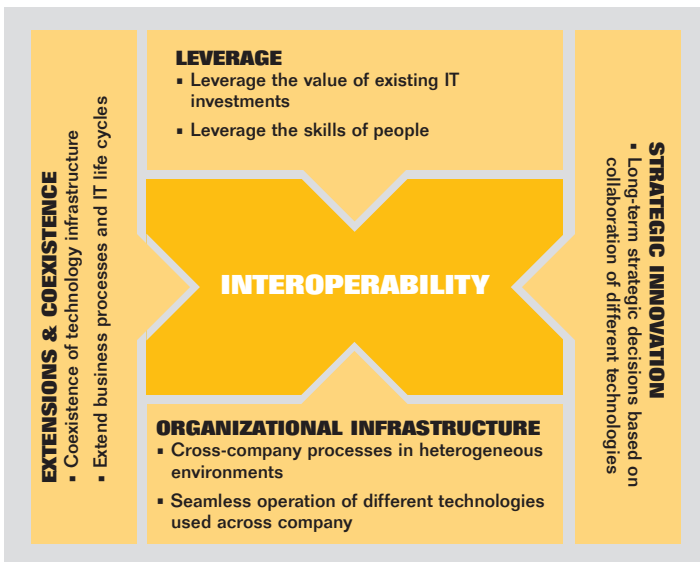 LEVERAGE
▪ Leverage the value of existing IT
investments
▪ Leverage the skills of people
EXTENSIONS & COEXISTENCE
▪ Coexistence of technology infrastructure
▪ Extend business processes and IT life cycles
INTEROPERABILITY
STRATEGIC INNOVATION
▪ Long-term strategic decisions based on
collaboration of different technologies
ORGANIZATIONAL INFRASTRUCTURE
▪ Cross-company processes in heterogeneous
environments
▪ Seamless operation of different technologies
used across company